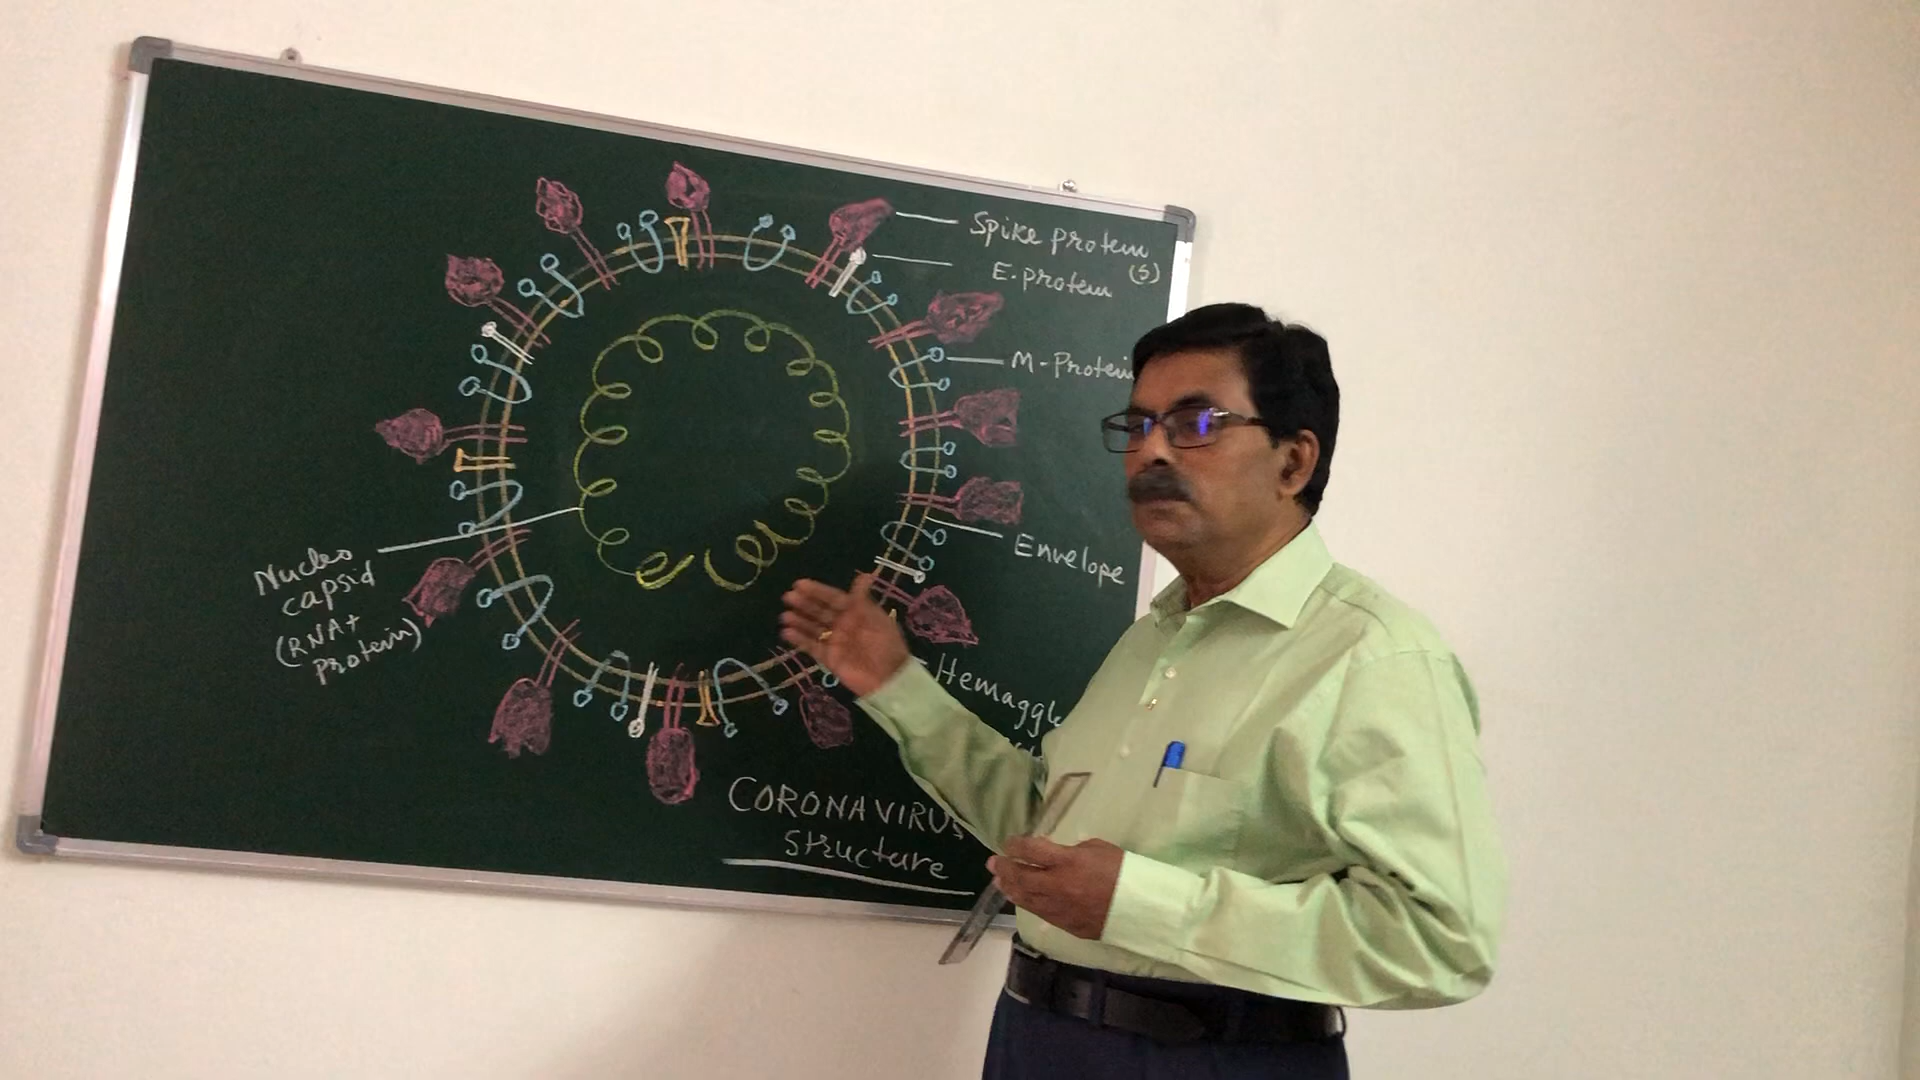 Spike protein
(S)
E. protein
M-Protein
Envelope
Nucleo
capsid
(RNA+
protein)
CORONAVIRUS
Structure